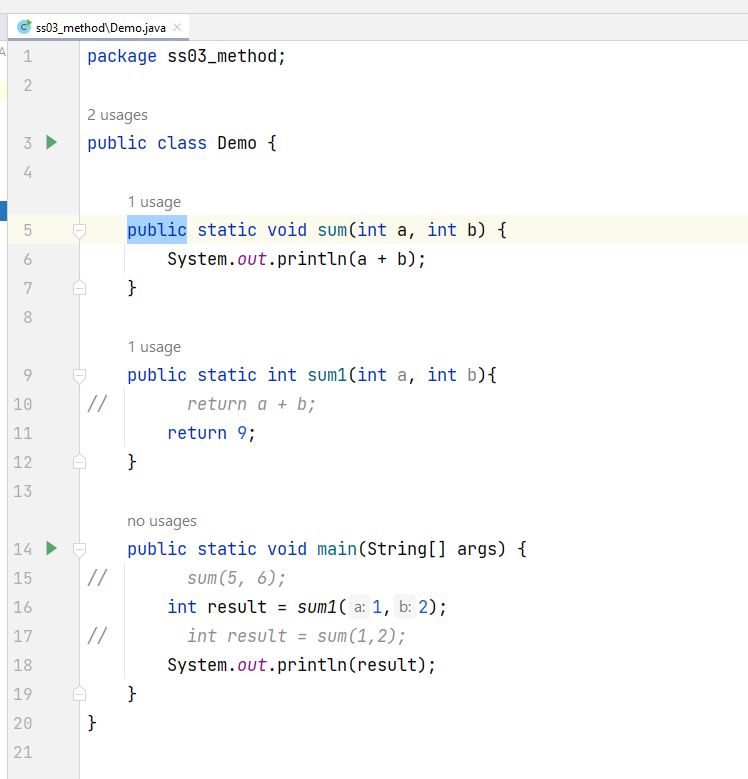 ss03_method\Demo.java
A
1 package ss03_method;
2
2 usages
3 public class Demo {
4
1 usage
5 public static void sum(int a, int b) {
6 System.out.println(a + b);
7 }
8
1 usage
9 public static int sum1(int a, int b){
10 // return a + b;
11 return 9;
12 }
13
no usages
14 public static void main(String[] args) {
15 // sum(5, 6);
16 int result = sum1( a: 1, b: 2);
17 // int result = sum(1,2);
18 System.out.println(result);
19 }
20 }
21